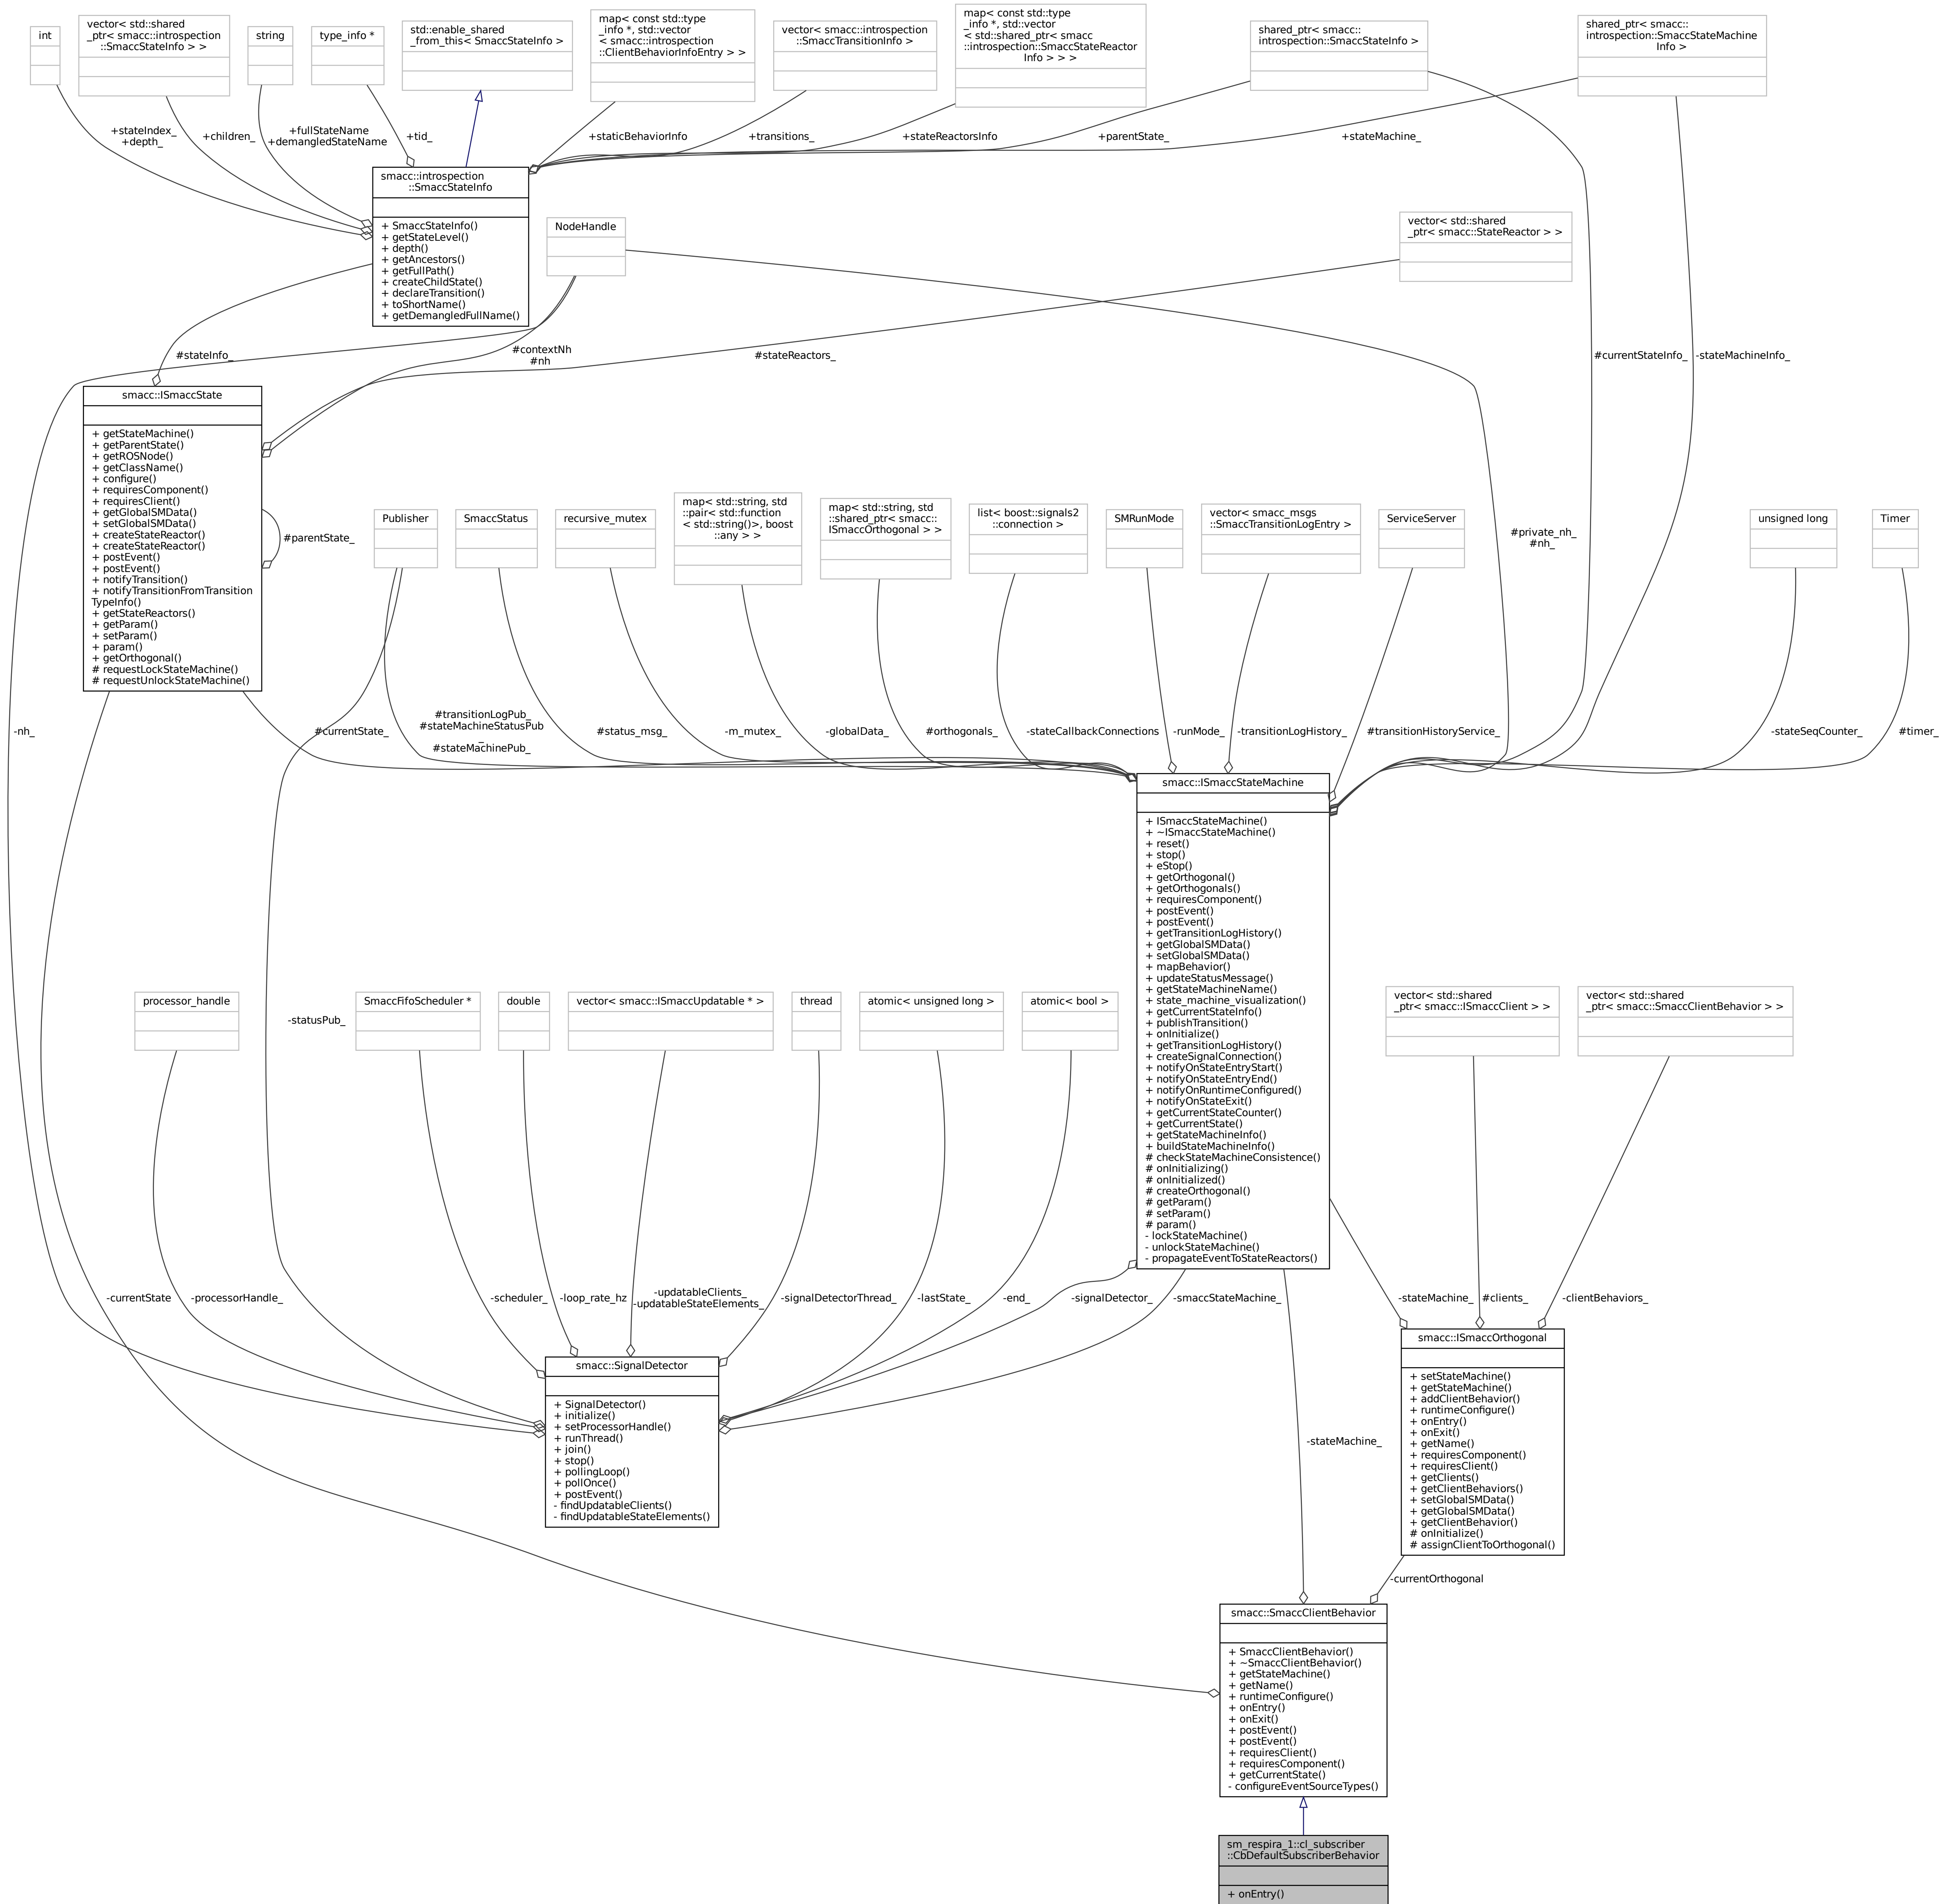 int
vector< std::shared
_ptr< smacc::introspection
::SmaccStateInfo > >
string
type_info *
std::enable_shared
_from_this< SmaccStateInfo >
map< const std::type
_info *, std::vector
< smacc::introspection
::ClientBehaviorInfoEntry > >
vector< smacc::introspection
::SmaccTransitionInfo >
map< const std::type
_info *, std::vector
< std::shared_ptr< smacc
::introspection::SmaccStateReactor
Info > > >
shared_ptr< smacc::
introspection::SmaccStateInfo >
shared_ptr< smacc::
introspection::SmaccStateMachine
Info >
+stateIndex_
+depth_
+children_
+fullStateName
+demangledStateName
+tid_
+staticBehaviorInfo
+transitions_
+stateReactorsInfo
+parentState_
+stateMachine_
smacc::introspection
::SmaccStateInfo
+ SmaccStateInfo()
+ getStateLevel()
+ depth()
+ getAncestors()
+ getFullPath()
+ createChildState()
+ declareTransition()
+ toShortName()
+ getDemangledFullName()
NodeHandle
vector< std::shared
_ptr< smacc::StateReactor > >
#stateInfo_
#contextNh
#nh
#stateReactors_
#currentStateInfo_
-stateMachineInfo_
smacc::ISmaccState
+ getStateMachine()
+ getParentState()
+ getROSNode()
+ getClassName()
+ configure()
+ requiresComponent()
+ requiresClient()
+ getGlobalSMData()
+ setGlobalSMData()
+ createStateReactor()
+ createStateReactor()
+ postEvent()
+ postEvent()
+ notifyTransition()
+ notifyTransitionFromTransition
TypeInfo()
+ getStateReactors()
+ getParam()
+ setParam()
+ param()
+ getOrthogonal()
# requestLockStateMachine()
# requestUnlockStateMachine()
#parentState_
Publisher
SmaccStatus
recursive_mutex
map< std::string, std
::pair< std::function
< std::string()>, boost
::any > >
map< std::string, std
::shared_ptr< smacc::
ISmaccOrthogonal > >
list< boost::signals2
::connection >
SMRunMode
vector< smacc_msgs
::SmaccTransitionLogEntry >
ServiceServer
#private_nh_
#nh_
unsigned long
Timer
-nh_
#currentState_
#transitionLogPub_
#stateMachineStatusPub
_
#stateMachinePub_
#status_msg_
-m_mutex_
-globalData_
#orthogonals_
-stateCallbackConnections
-runMode_
-transitionLogHistory_
#transitionHistoryService_
-stateSeqCounter_
#timer_
smacc::ISmaccStateMachine
+ ISmaccStateMachine()
+ ~ISmaccStateMachine()
+ reset()
+ stop()
+ eStop()
+ getOrthogonal()
+ getOrthogonals()
+ requiresComponent()
+ postEvent()
+ postEvent()
+ getTransitionLogHistory()
+ getGlobalSMData()
+ setGlobalSMData()
+ mapBehavior()
+ updateStatusMessage()
+ getStateMachineName()
+ state_machine_visualization()
+ getCurrentStateInfo()
+ publishTransition()
+ onInitialize()
+ getTransitionLogHistory()
+ createSignalConnection()
+ notifyOnStateEntryStart()
+ notifyOnStateEntryEnd()
+ notifyOnRuntimeConfigured()
+ notifyOnStateExit()
+ getCurrentStateCounter()
+ getCurrentState()
+ getStateMachineInfo()
+ buildStateMachineInfo()
# checkStateMachineConsistence()
# onInitializing()
# onInitialized()
# createOrthogonal()
# getParam()
# setParam()
# param()
- lockStateMachine()
- unlockStateMachine()
- propagateEventToStateReactors()
processor_handle
-statusPub_
SmaccFifoScheduler *
double
vector< smacc::ISmaccUpdatable * >
thread
atomic< unsigned long >
atomic< bool >
vector< std::shared
_ptr< smacc::ISmaccClient > >
vector< std::shared
_ptr< smacc::SmaccClientBehavior > >
-currentState
-processorHandle_
-scheduler_
-loop_rate_hz
-updatableClients_
-updatableStateElements_
-signalDetectorThread_
-lastState_
-end_
-signalDetector_
-smaccStateMachine_
-stateMachine_
#clients_
-clientBehaviors_
smacc::SignalDetector
+ SignalDetector()
+ initialize()
+ setProcessorHandle()
+ runThread()
+ join()
+ stop()
+ pollingLoop()
+ pollOnce()
+ postEvent()
- findUpdatableClients()
- findUpdatableStateElements()
smacc::ISmaccOrthogonal
+ setStateMachine()
+ getStateMachine()
+ addClientBehavior()
+ runtimeConfigure()
+ onEntry()
+ onExit()
+ getName()
+ requiresComponent()
+ requiresClient()
+ getClients()
+ getClientBehaviors()
+ setGlobalSMData()
+ getGlobalSMData()
+ getClientBehavior()
# onInitialize()
# assignClientToOrthogonal()
-stateMachine_
-currentOrthogonal
smacc::SmaccClientBehavior
+ SmaccClientBehavior()
+ ~SmaccClientBehavior()
+ getStateMachine()
+ getName()
+ runtimeConfigure()
+ onEntry()
+ onExit()
+ postEvent()
+ postEvent()
+ requiresClient()
+ requiresComponent()
+ getCurrentState()
- configureEventSourceTypes()
sm_respira_1::cl_subscriber
::CbDefaultSubscriberBehavior
+ onEntry()